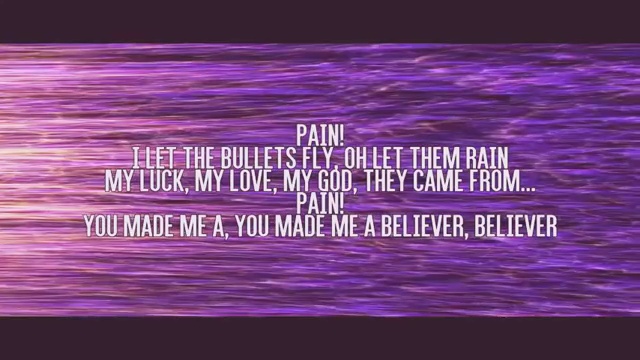 PAIN!
I LET THE BULLETS FLY, OH LET THEM RAIN
MY LUCK, MY LOVE, MY GOD, THEY CAME FROM...
PAIN!
YOU MADE ME A, YOU MADE ME A BELIEVER, BELIEVER